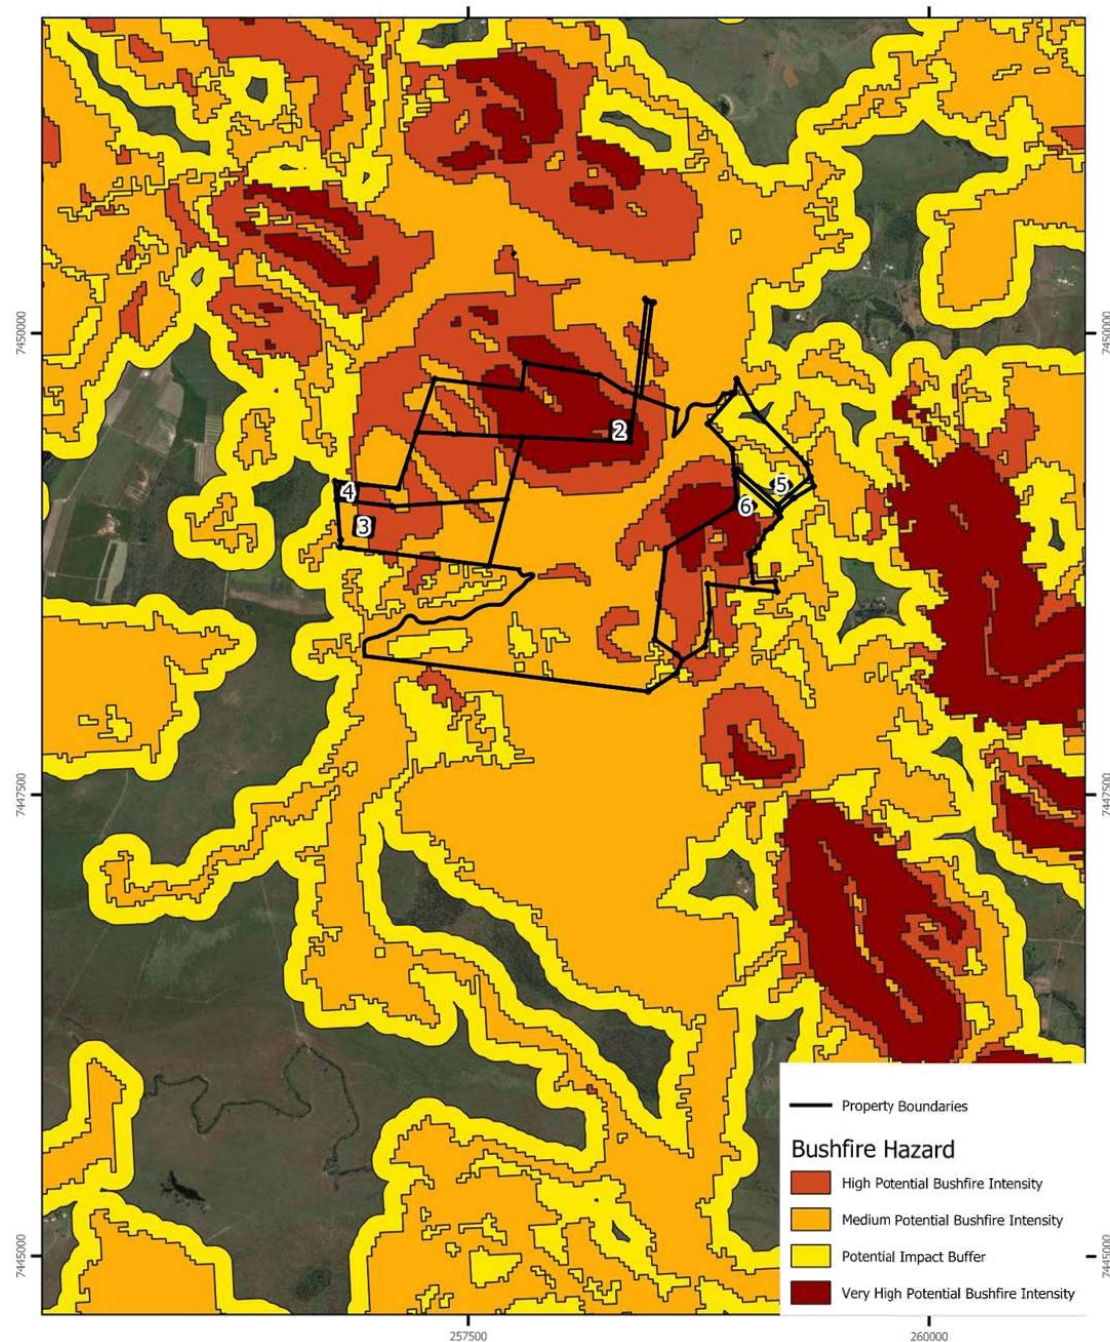 7450000
7450000
2
4
5
6
3
7447500
7447500
Property Boundaries
Bushfire Hazard
High Potential Bushfire Intensity
Medium Potential Bushfire Intensity
Potential Impact Buffer
Very High Potential Bushfire Intensity
7445000
7445000
257500
260000